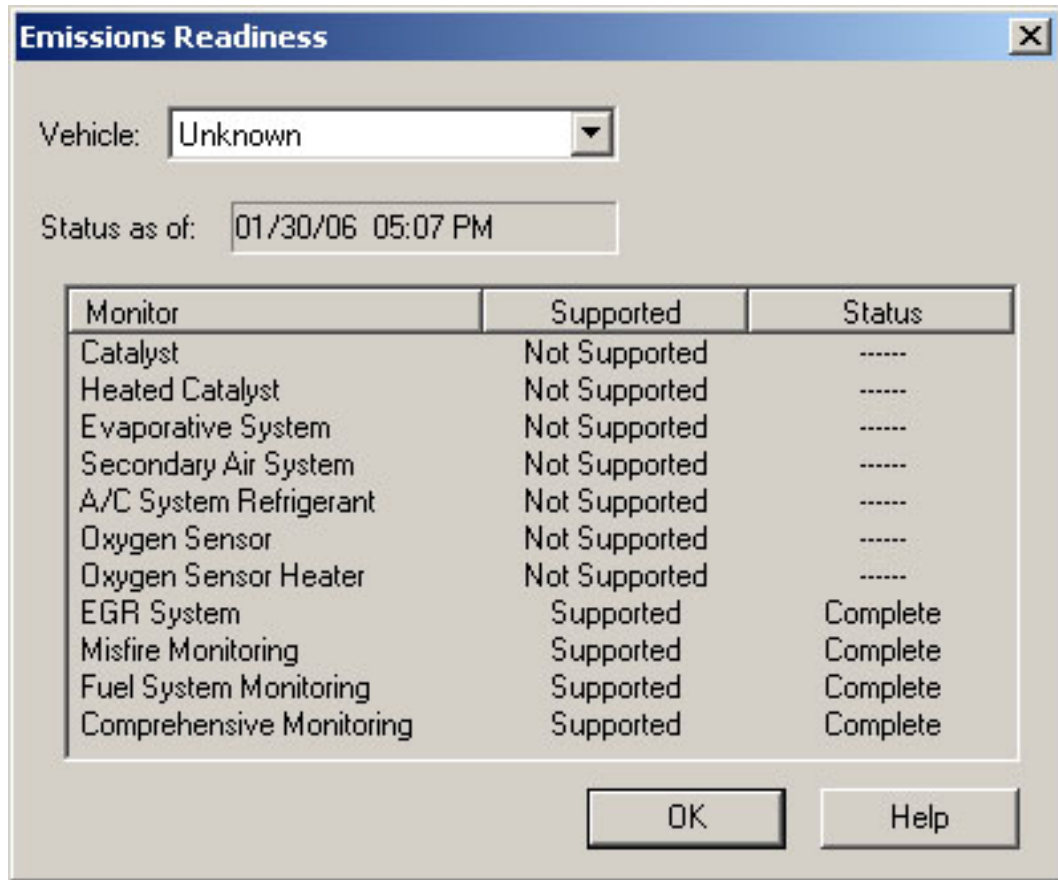 Emissions Readiness
Vehicle: Unknown
Status as of: 01/30/06 05:07 PM
Monitor Supported Status
Catalyst Not Supported ------
Heated Catalyst Not Supported ------
Evaporative System Not Supported ------
Secondary Air System Not Supported ------
A/C System Refrigerant Not Supported ------
Oxygen Sensor Not Supported ------
Oxygen Sensor Heater Not Supported ------
EGR System Supported Complete
Misfire Monitoring Supported Complete
Fuel System Monitoring Supported Complete
Comprehensive Monitoring Supported Complete
OK Help